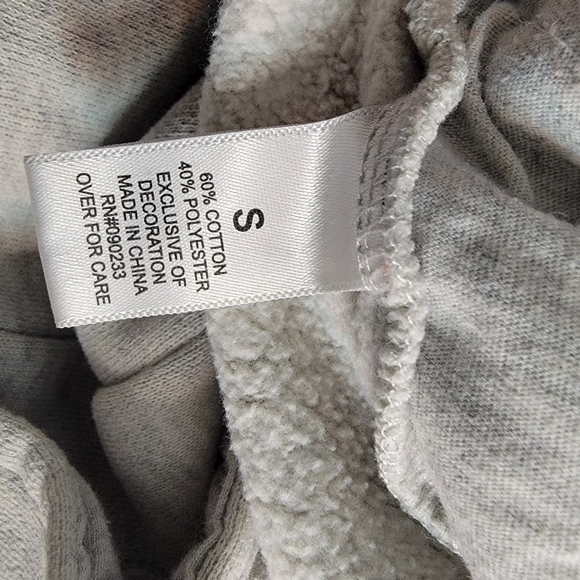 S
60% COTTON
40% POLYESTER
EXCLUSIVE OF
DECORATION
MADE IN CHINA
RN#090233
OVER FOR CARE